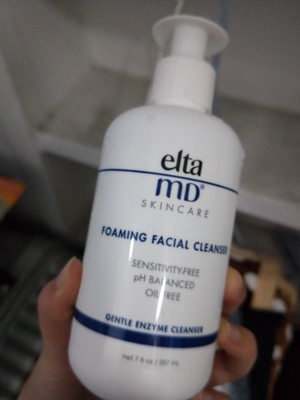 elta
MD®
SKINCARE
FOAMING FACIAL CLEANSER
SENSITIVITY-FREE
pH BALANCED
OIL FREE
GENTLE ENZYME CLEANSER
net 7 fl oz / 207 mL